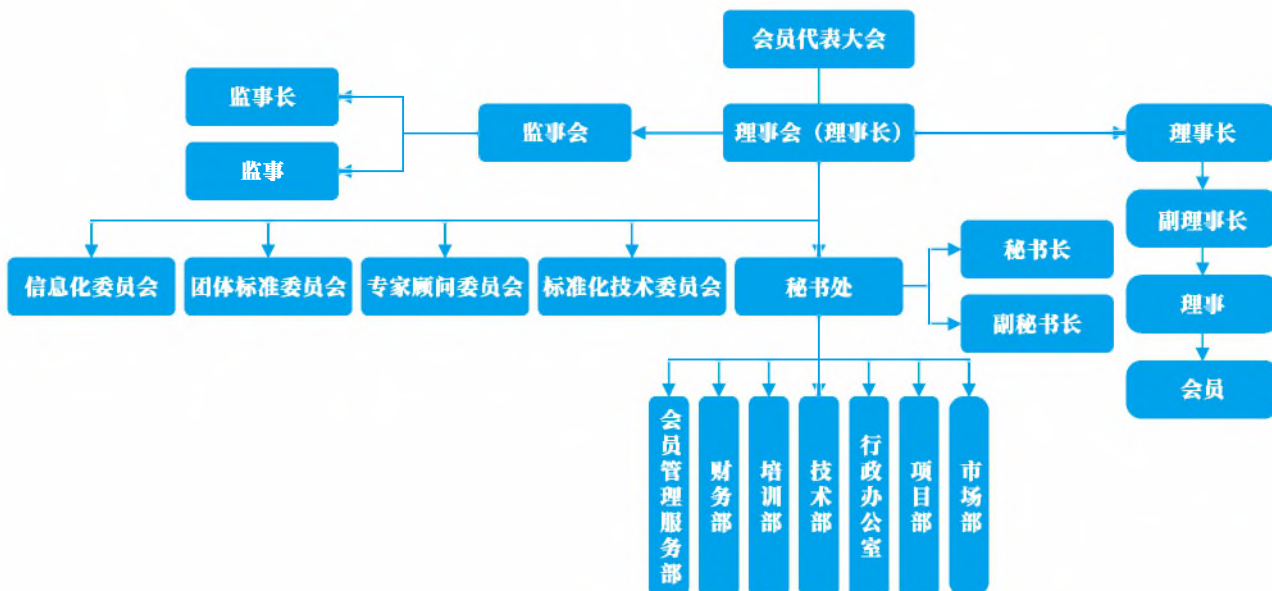 会员代表大会
监事长
监事会
理事会（理事长）
理事长
监事
副理事长
秘书长
信息化委员会
团体标准委员会
专家顾问委员会
标准化技术委员会
秘书处
副秘书长
理事
会员
会员管理服务部
财务部
培训部
技术部
行政办公室
项目部
市场部